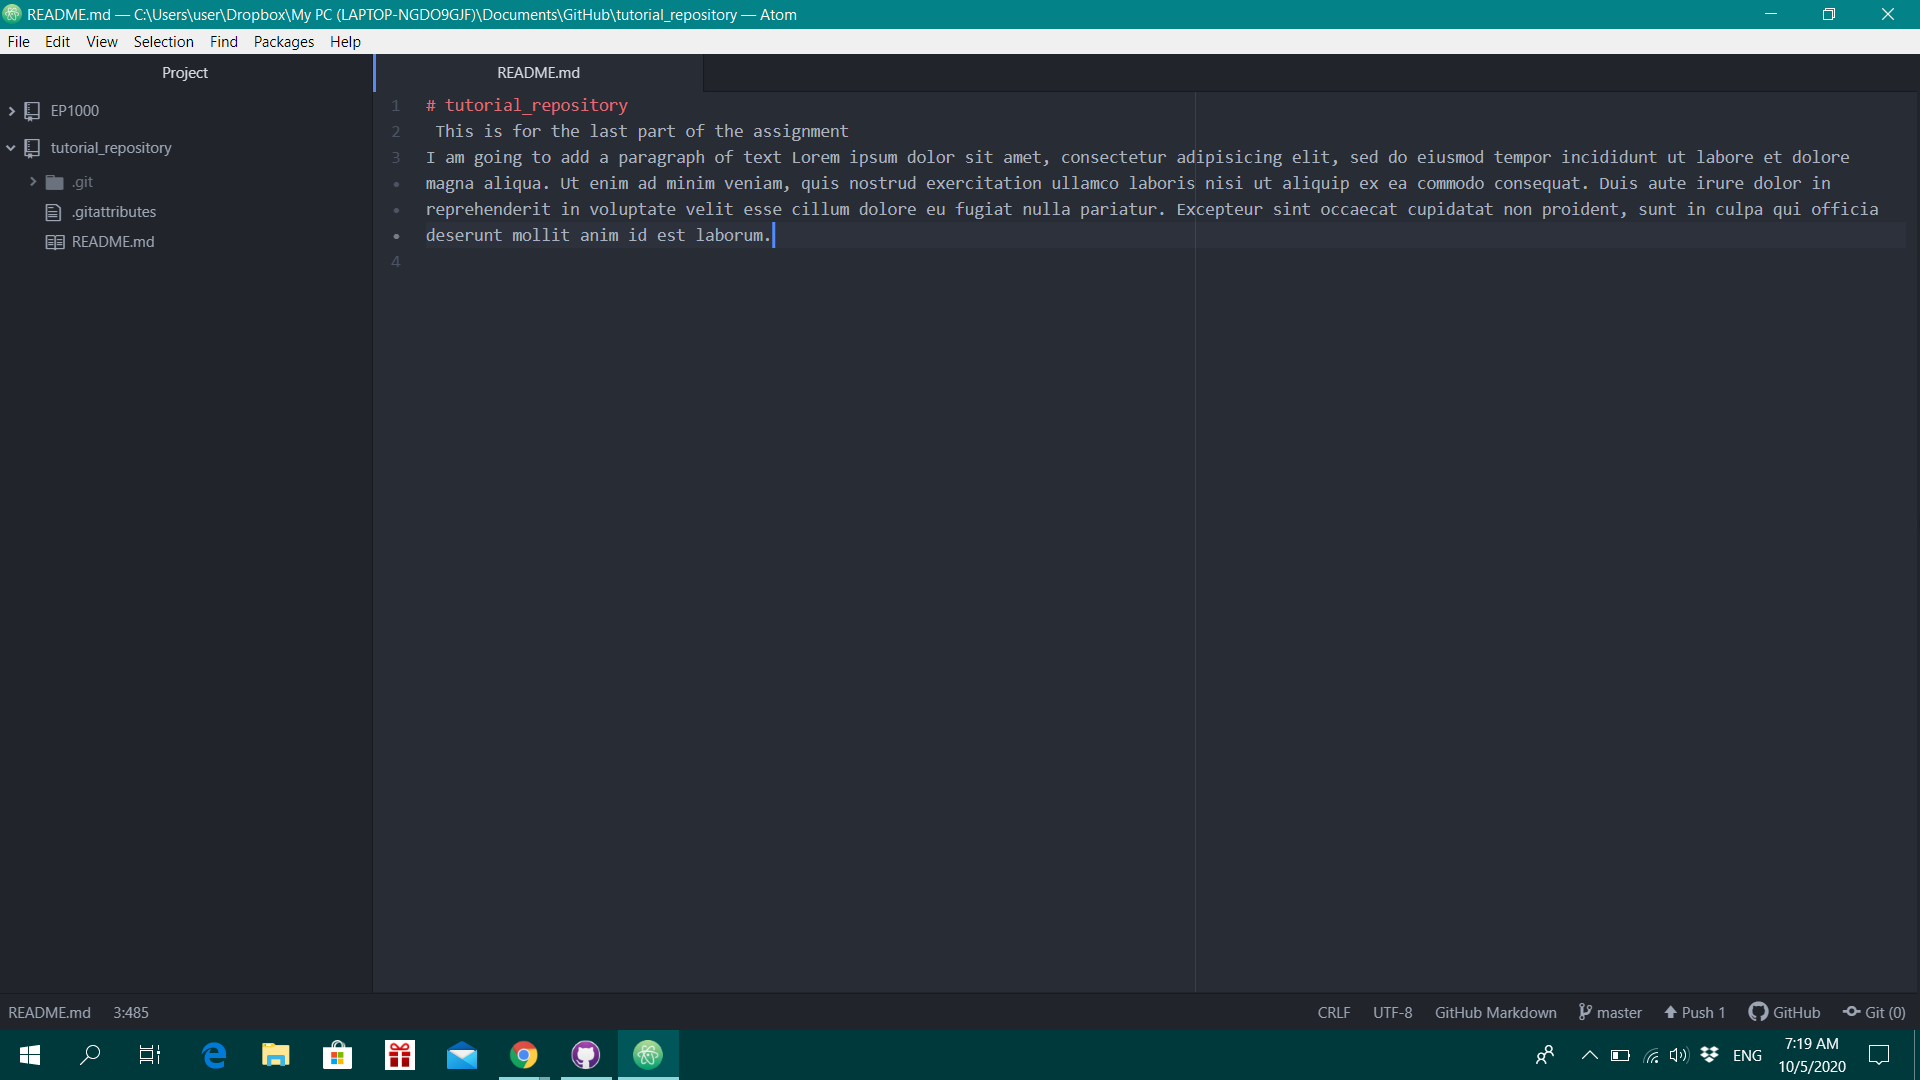 README.md — C:\Users\user\Dropbox\My PC (LAPTOP-NGDO9GJF)\Documents\GitHub\tutorial_repository — Atom
File Edit View Selection Find Packages Help
Project
README.md
EP1000
tutorial_repository
.git
.gitattributes
README.md
1 # tutorial_repository
2 This is for the last part of the assignment
3 I am going to add a paragraph of text Lorem ipsum dolor sit amet, consectetur adipisicing elit, sed do eiusmod tempor incididunt ut labore et dolore
• magna aliqua. Ut enim ad minim veniam, quis nostrud exercitation ullamco laboris nisi ut aliquip ex ea commodo consequat. Duis aute irure dolor in
• reprehenderit in voluptate velit esse cillum dolore eu fugiat nulla pariatur. Excepteur sint occaecat cupidatat non proident, sunt in culpa qui officia
• deserunt mollit anim id est laborum.
4
README.md 3:485 CRLF UTF-8 GitHub Markdown master Push 1 GitHub Git (0)
ENG 7:19 AM
10/5/2020